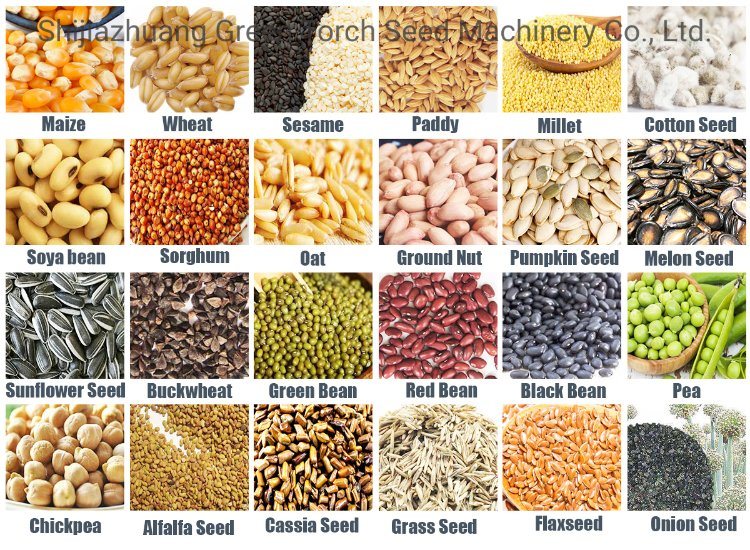 Shijiazhuang Green Torch Seed Machinery Co., Ltd.
Maize
Wheat
Sesame
Paddy
Millet
Cotton Seed
Soya bean
Sorghum
Oat
Ground Nut
Pumpkin Seed
Melon Seed
Sunflower Seed
Buckwheat
Green Bean
Red Bean
Black Bean
Pea
Chickpea
Alfalfa Seed
Cassia Seed
Grass Seed
Flaxseed
Onion Seed